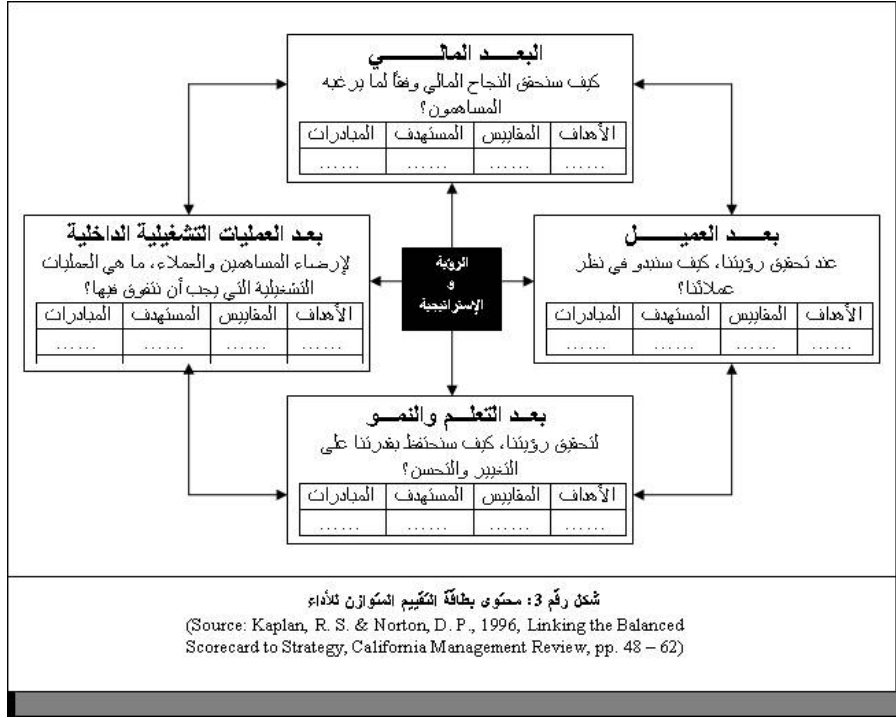 البعـــد المالـــــي
كيف سنحقق النجاح المالي وفقاً لما يرغبه
المساهمون؟
الأهداف المقاييس المستهدف المبادرات
...... ...... ...... ......
بعـــد العميـــــل
عند تحقيق رؤيتنا، كيف سنبدو في نظر
عملائنا؟
الأهداف المقاييس المستهدف المبادرات
...... ...... ...... ......
الرؤية
و
الإستراتيجية
بعد العمليات التشغيلية الداخلية
لإرضاء المساهمين والعملاء، ما هي العمليات
التشغيلية التي يجب أن نتفوق فيها؟
الأهداف المقاييس المستهدف المبادرات
...... ...... ...... ......
بعـد التعلـــم والنمـــو
لتحقيق رؤيتنا، كيف سنحتفظ بقدرتنا على
التغيير والتحسن؟
الأهداف المقاييس المستهدف المبادرات
...... ...... ...... ......
شكل رقم 3: محتوى بطاقة التقييم المتوازن للأداء
(Source: Kaplan, R. S. & Norton, D. P., 1996, Linking the Balanced
Scorecard to Strategy, California Management Review, pp. 48 – 62)